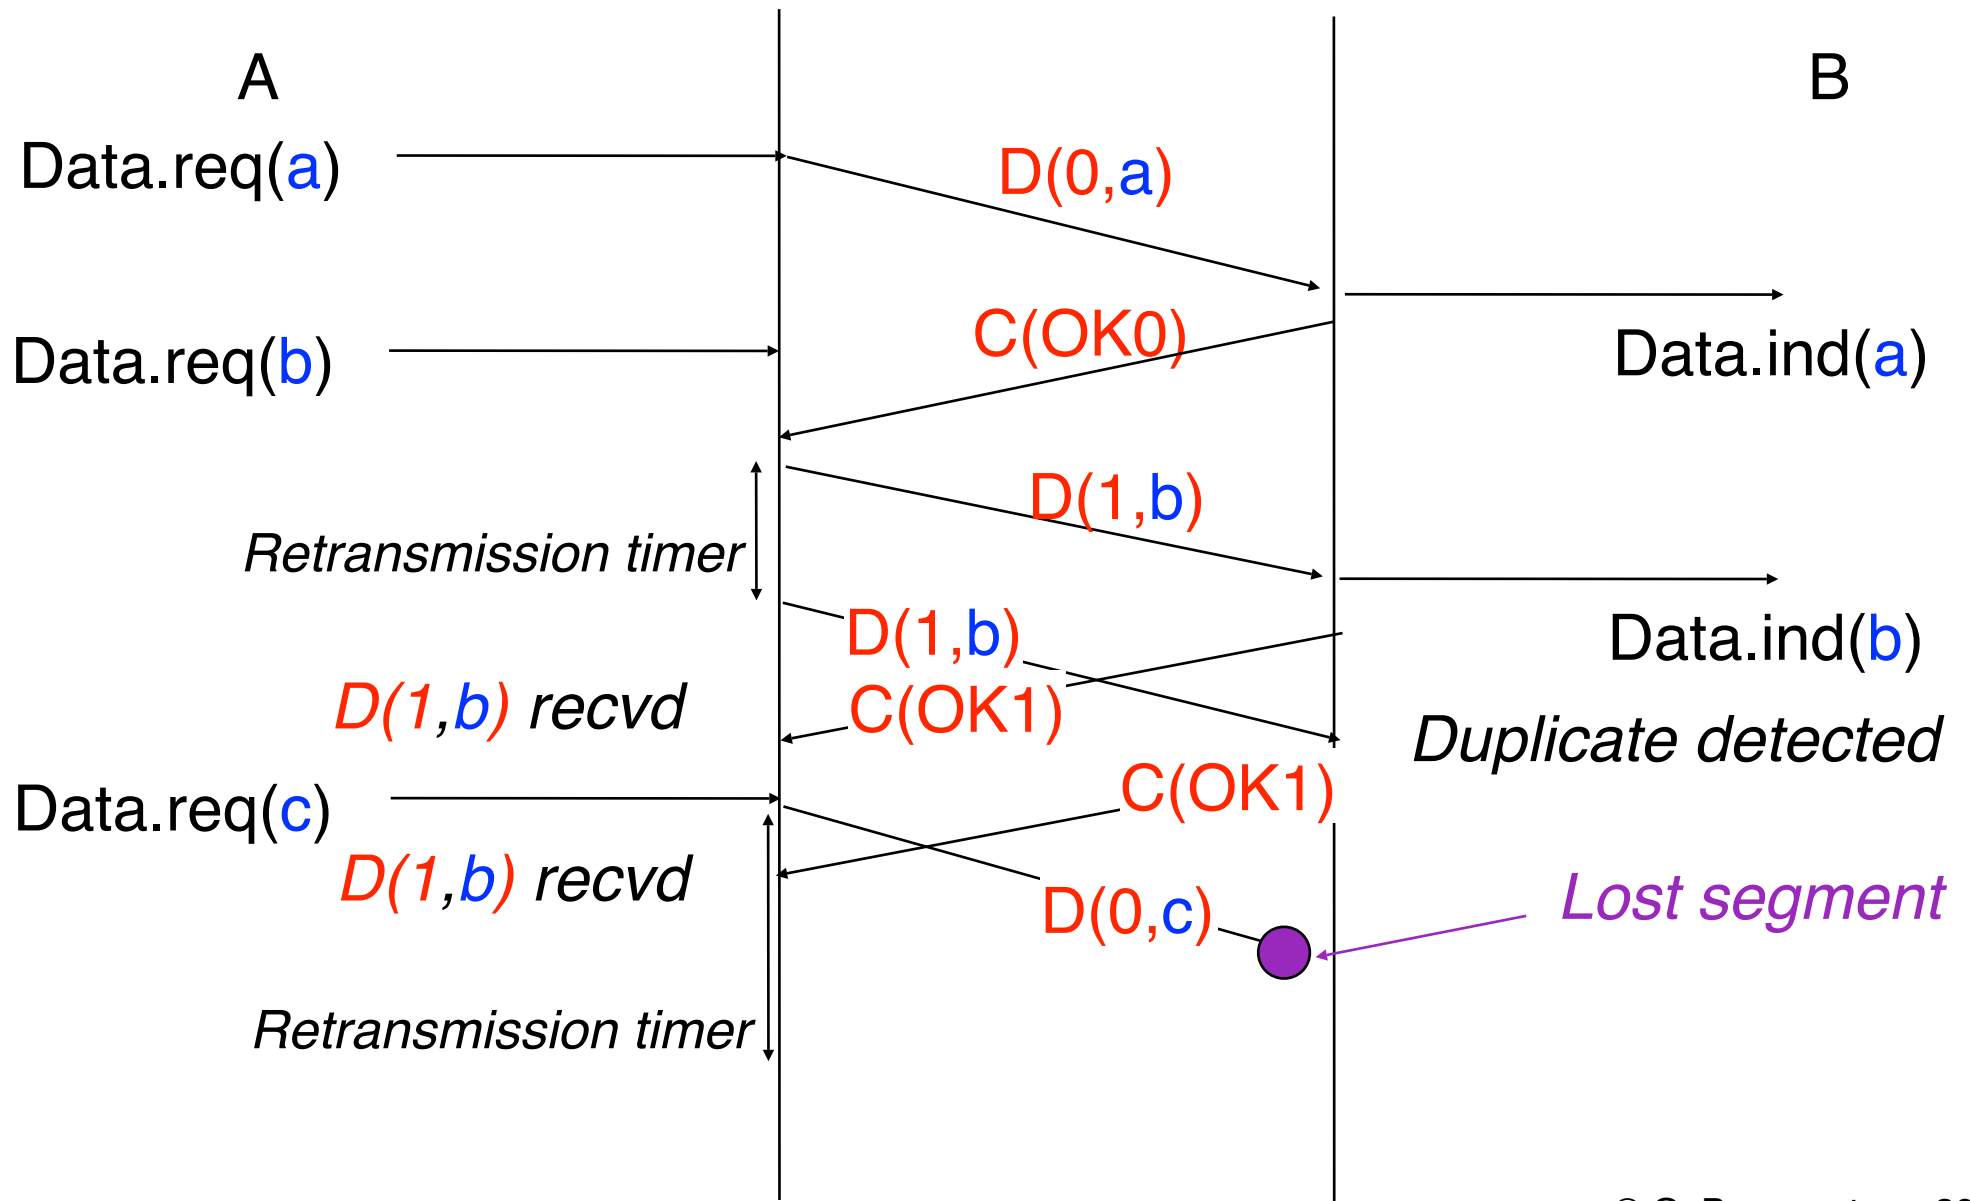 A
B
Data.req(a)
D(0,a)
C(OK0)
Data.req(b)
Data.ind(a)
D(1,b)
Retransmission timer
D(1,b)
Data.ind(b)
D(1,b) recvd
C(OK1)
Duplicate detected
C(OK1)
Data.req(c)
D(1,b) recvd
D(0,c)
Lost segment
Retransmission timer